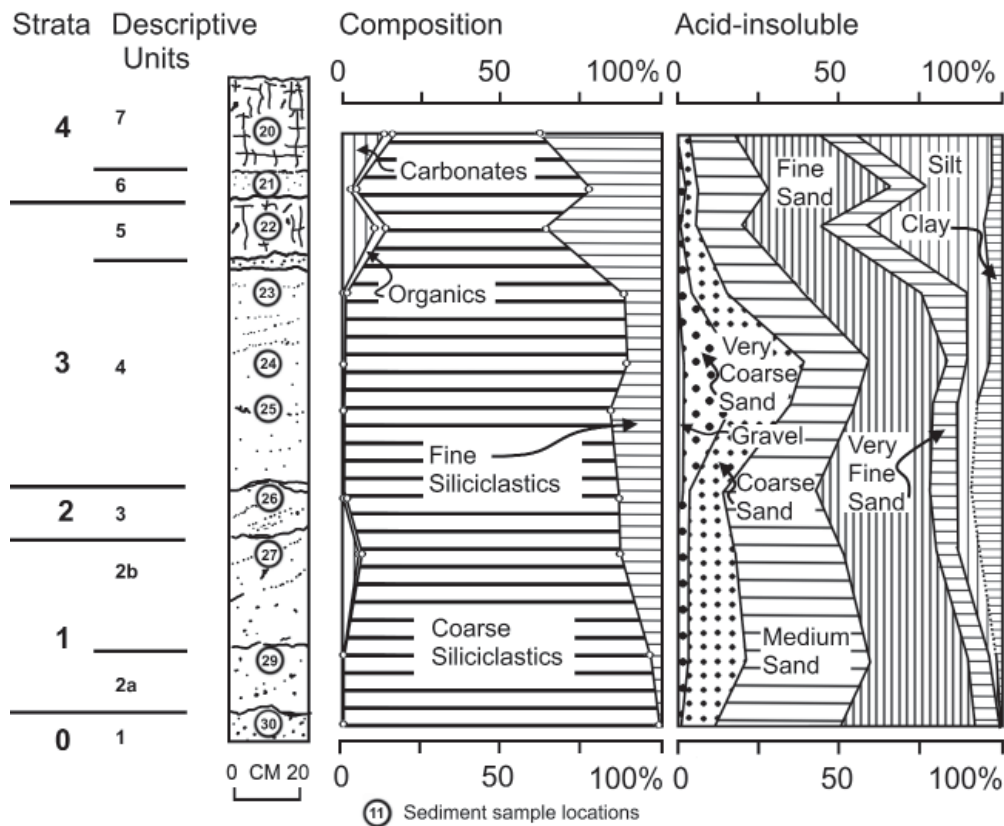 Strata Descriptive Units
Composition
Acid-insoluble
0 50 100%
0 50 100%
4
7
20
6
21
5
22
3
4
23
24
25
2
3
26
1
2b
27
2a
29
0
1
30
Carbonates
Organics
Fine
Siliciclastics
Coarse
Siliciclastics
Fine
Sand
Silt
Clay
Very
Coarse
Sand
Gravel
Coarse
Sand
Very
Fine
Sand
Medium
Sand
0 CM 20
0 50 100%
0 50 100%
11 Sediment sample locations